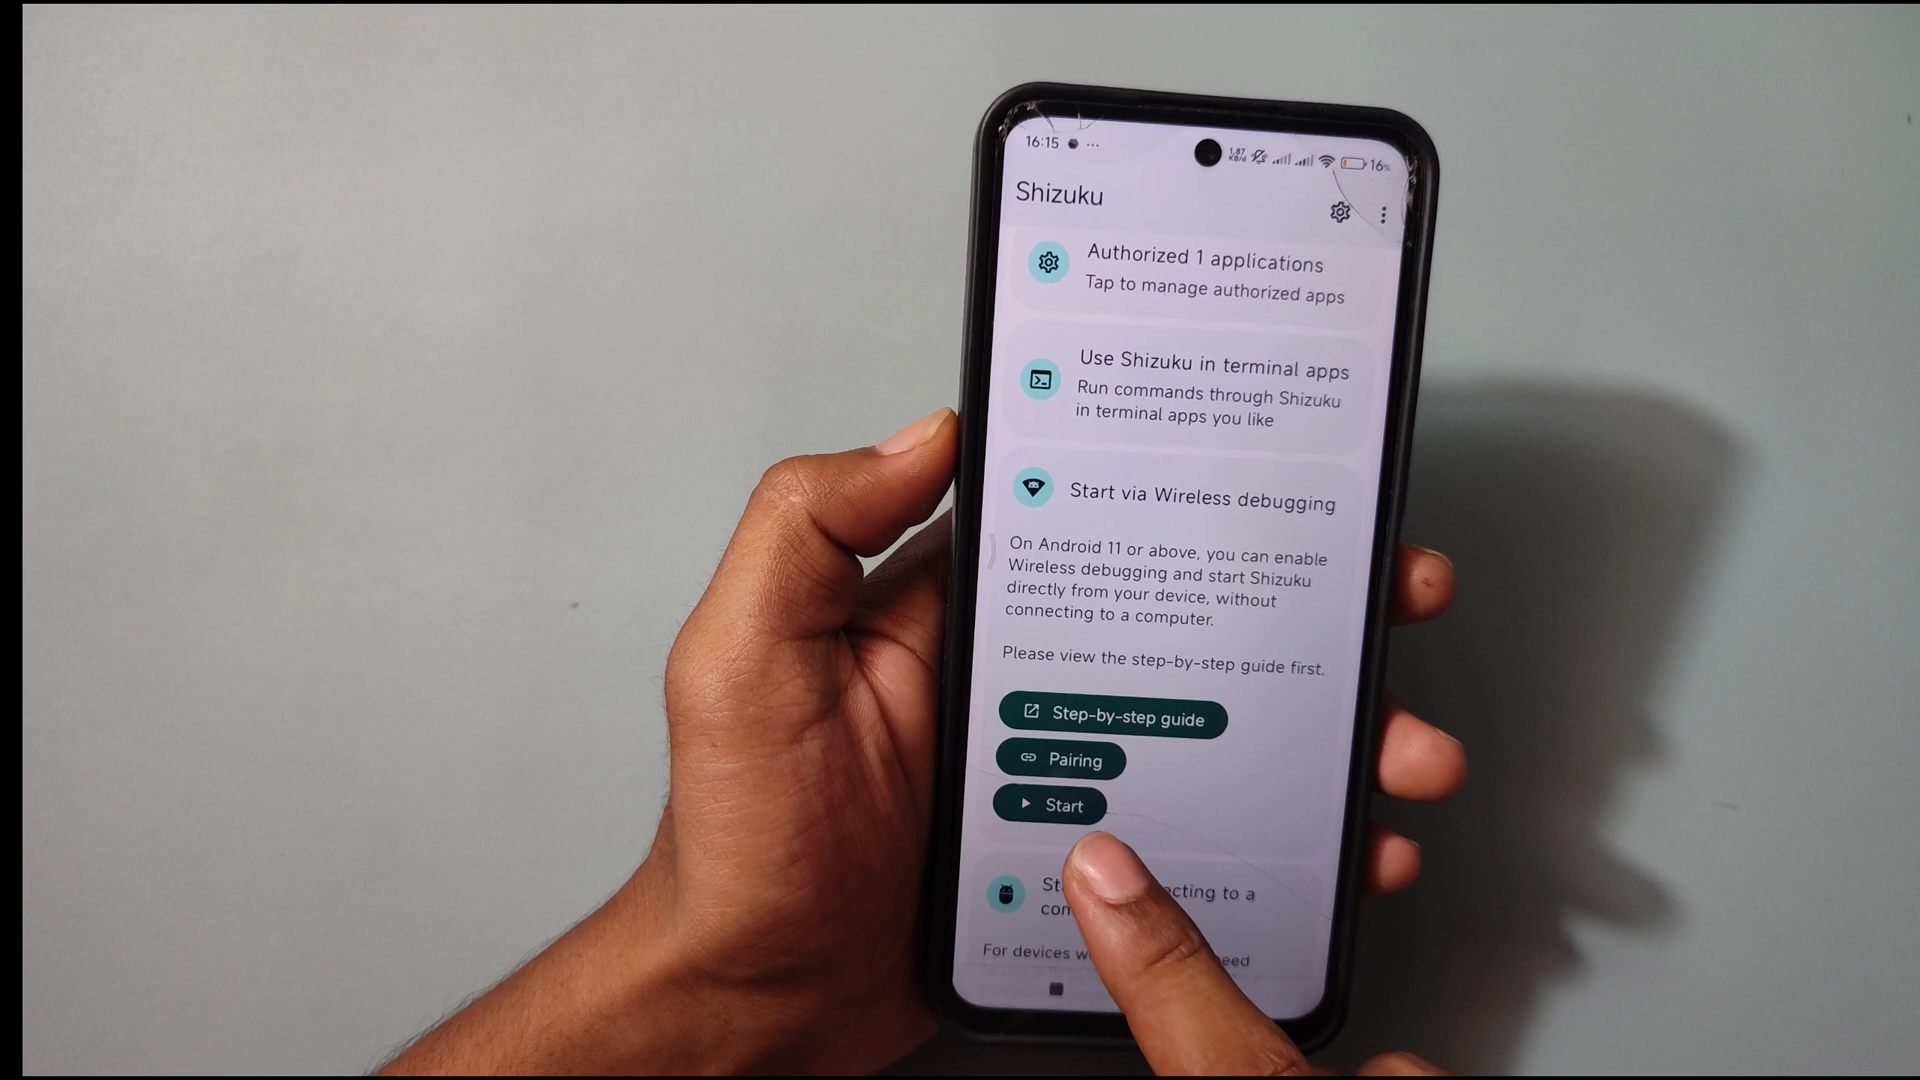 16:15 ...
1,87
KB/d
16%
Shizuku
Authorized 1 applications
Tap to manage authorized apps
Use Shizuku in terminal apps
Run commands through Shizuku
in terminal apps you like
Start via Wireless debugging
On Android 11 or above, you can enable
Wireless debugging and start Shizuku
directly from your device, without
connecting to a computer.
Please view the step-by-step guide first.
Step-by-step guide
Pairing
Start
to a
For devices